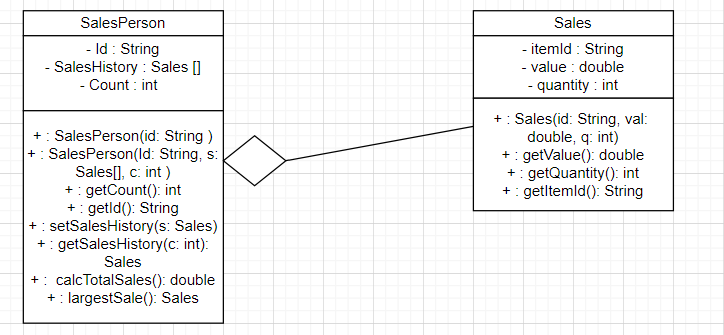 SalesPerson
- Id : String
- SalesHistory : Sales []
- Count : int
+ : SalesPerson(id: String )
+ : SalesPerson(Id: String, s:
Sales[], c: int )
+ : getCount(): int
+ : getId(): String
+ : setSalesHistory(s: Sales)
+ : getSalesHistory(c: int):
Sales
+ :  calcTotalSales(): double
+ : largestSale(): Sales
Sales
- itemId : String
- value : double
- quantity : int
+ : Sales(id: String, val:
double, q: int)
+ : getValue(): double
+ : getQuantity(): int
+ : getItemId(): String